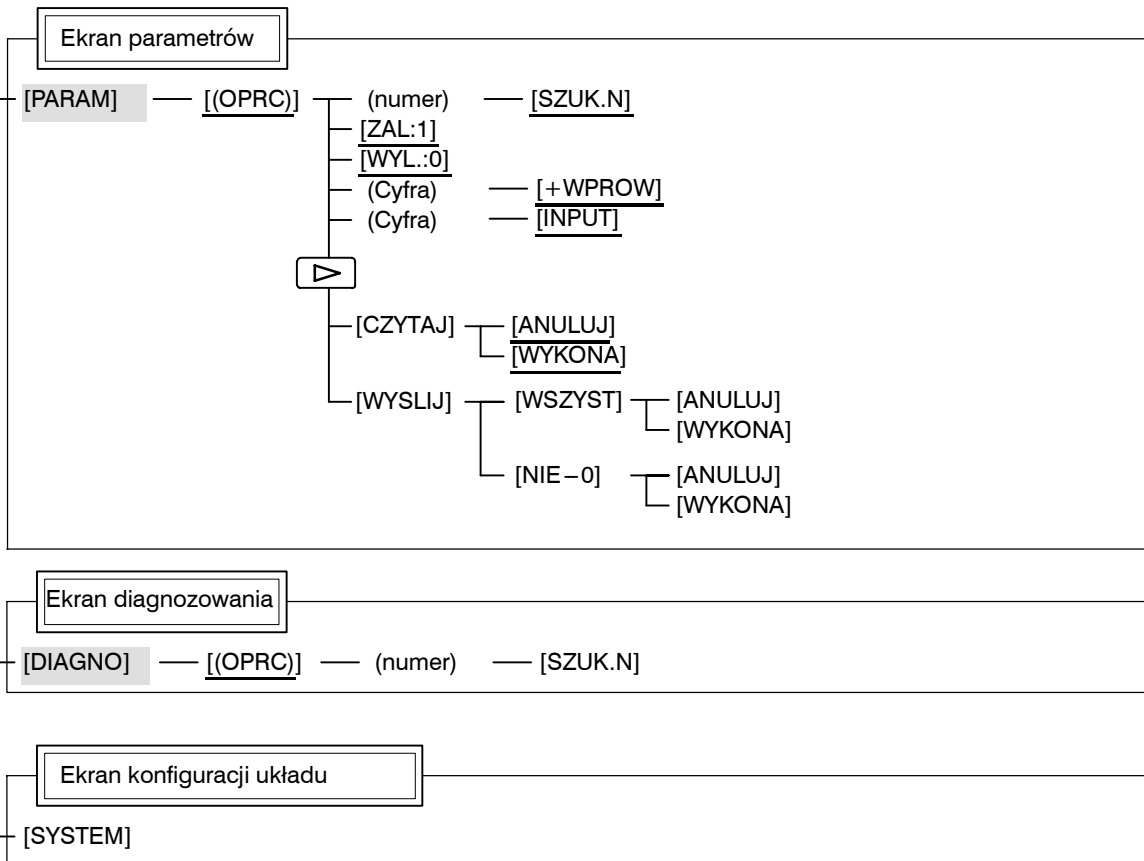 Ekran parametrów
[PARAM] [(OPRC)] (numer) [SZUK.N]
[ZAL:1]
[WYL.:0]
(Cyfra) [+WPROW]
(Cyfra) [INPUT]
[CZYTAJ] [ANULUJ]
[WYKONA]
[WYSLIJ] [WSZYST] [ANULUJ]
[WYKONA]
[NIE−0] [ANULUJ]
[WYKONA]
Ekran diagnozowania
[DIAGNO] [(OPRC)] (numer) [SZUK.N]
Ekran konfiguracji układu
[SYSTEM]